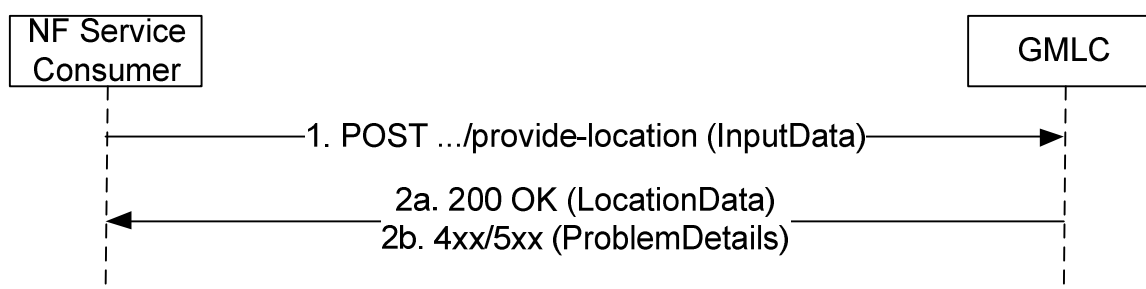 NF Service
Consumer
GMLC
1. POST .../provide-location (InputData)
2a. 200 OK (LocationData)
2b. 4xx/5xx (ProblemDetails)